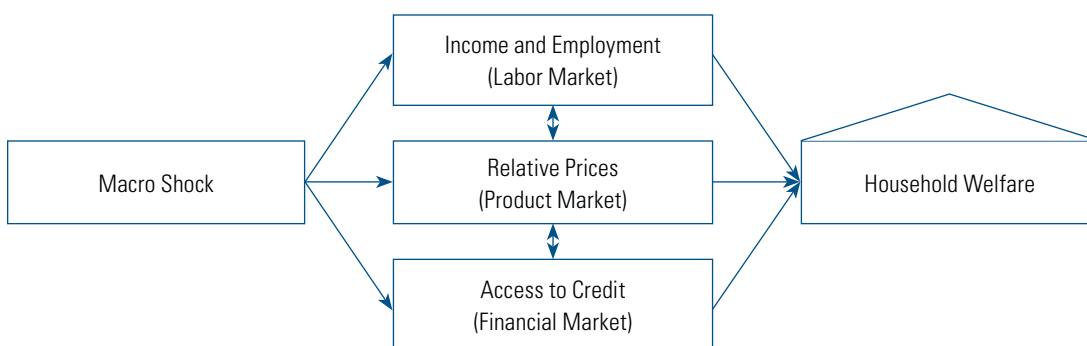 Income and Employment
(Labor Market)
Macro Shock
Relative Prices
(Product Market)
Household Welfare
Access to Credit
(Financial Market)